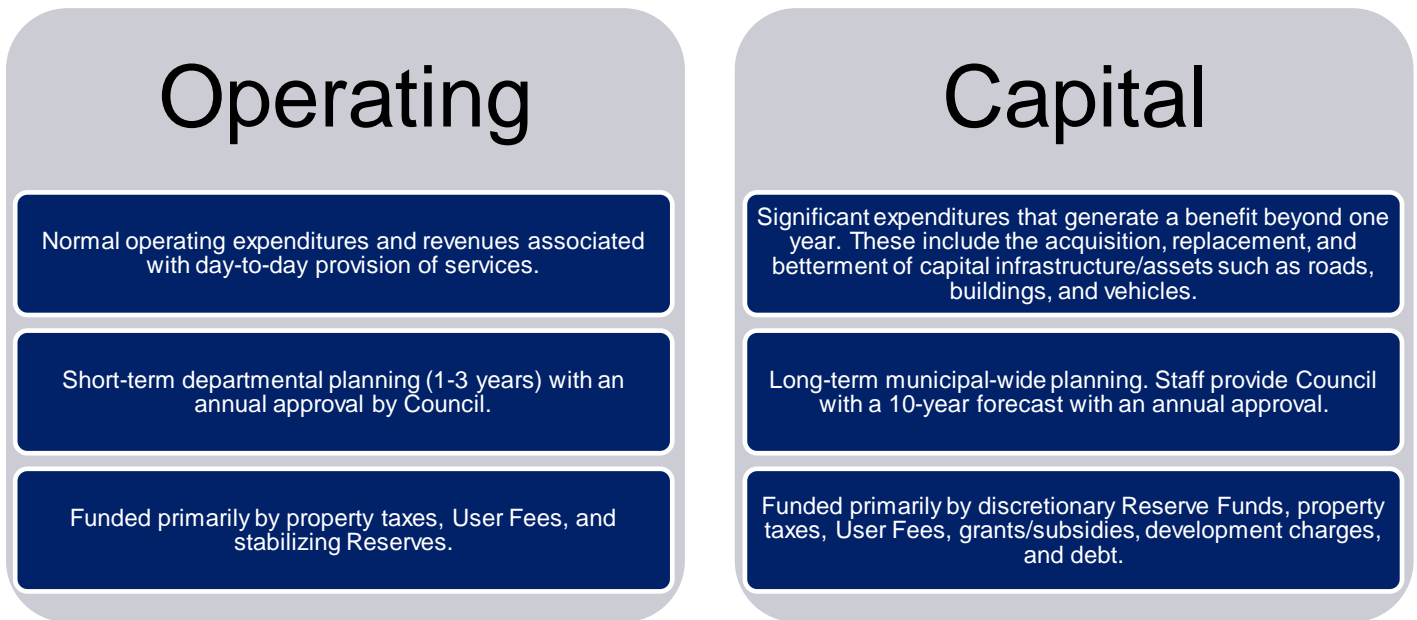 Operating
Normal operating expenditures and revenues associated
with day-to-day provision of services.
Short-term departmental planning (1-3 years) with an
annual approval by Council.
Funded primarily by property taxes, User Fees, and
stabilizing Reserves.
Capital
Significant expenditures that generate a benefit beyond one
year. These include the acquisition, replacement, and
betterment of capital infrastructure/assets such as roads,
buildings, and vehicles.
Long-term municipal-wide planning. Staff provide Council
with a 10-year forecast with an annual approval.
Funded primarily by discretionary Reserve Funds, property
taxes, User Fees, grants/subsidies, development charges,
and debt.